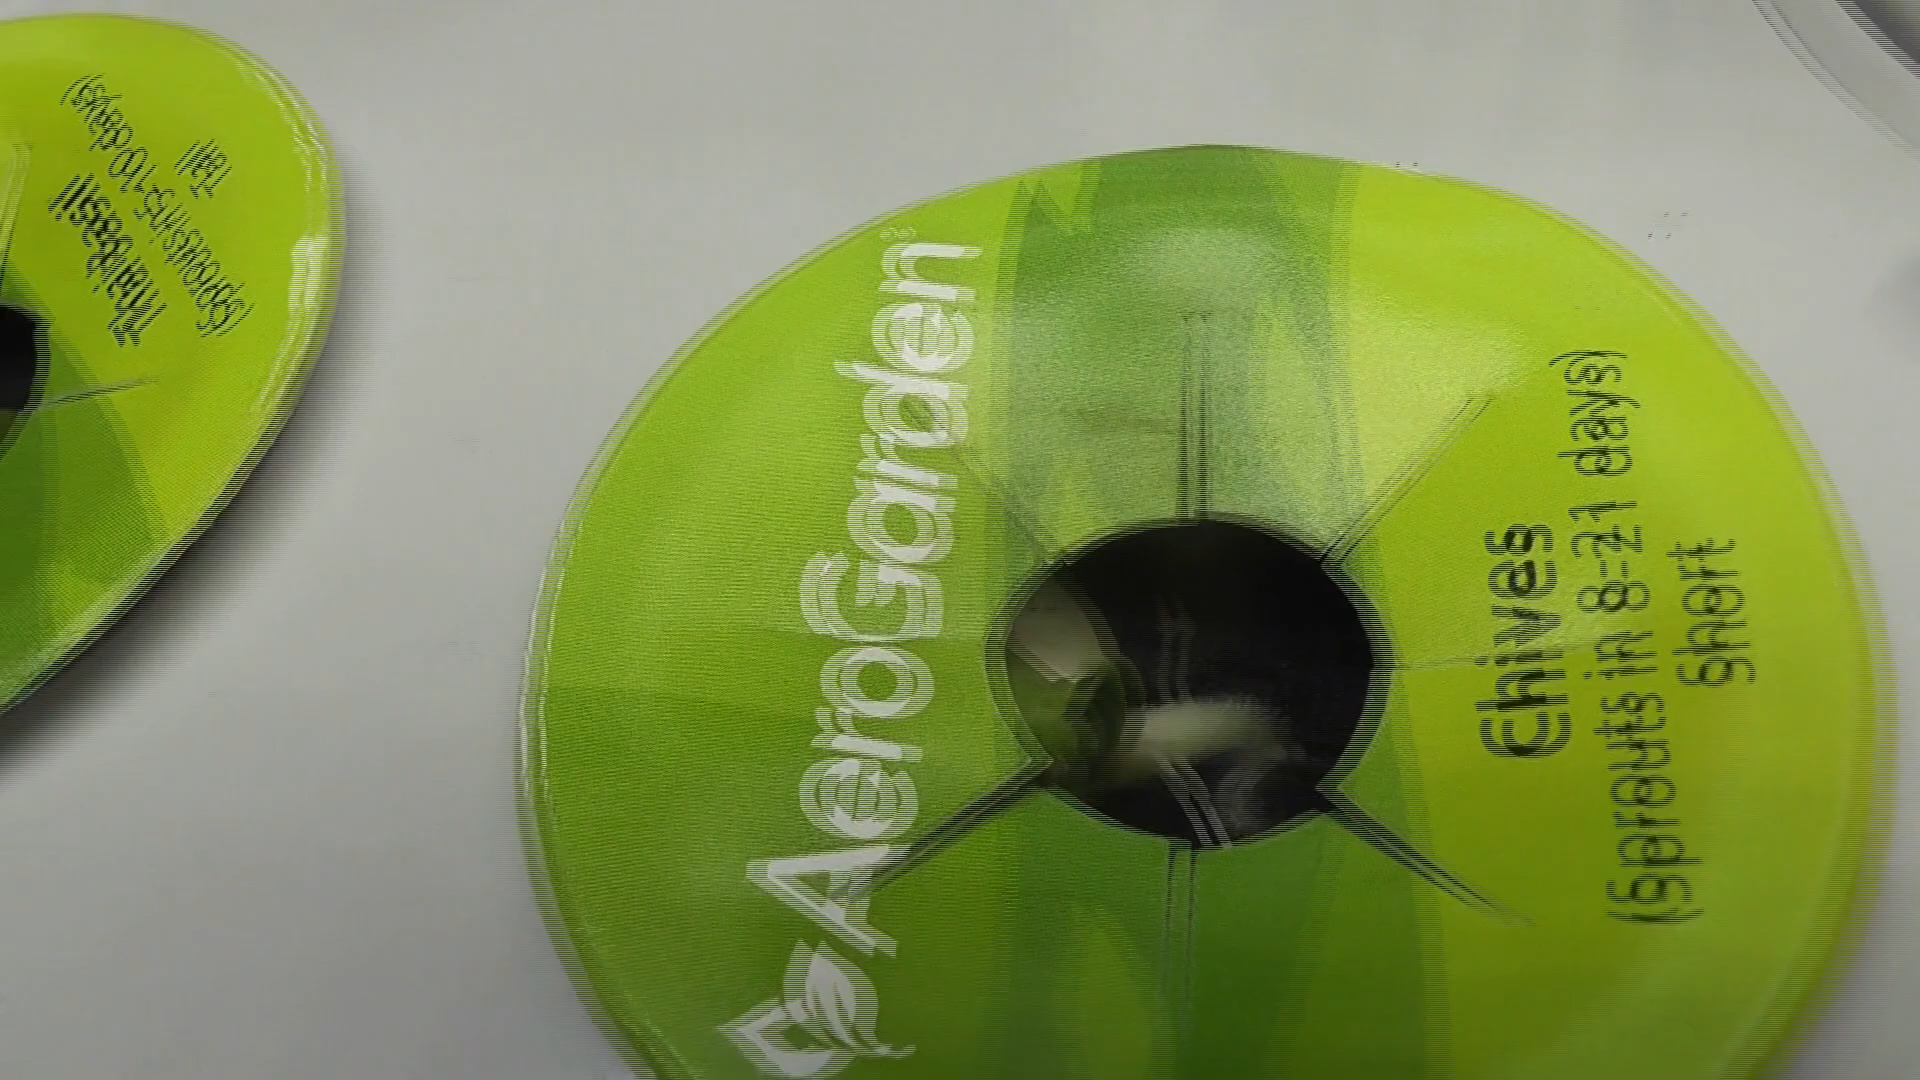 Thai Basil
(Sprouts in 5-10 days)
Tall
AeroGarden®
Chives
(Sprouts in 8-21 days)
Short